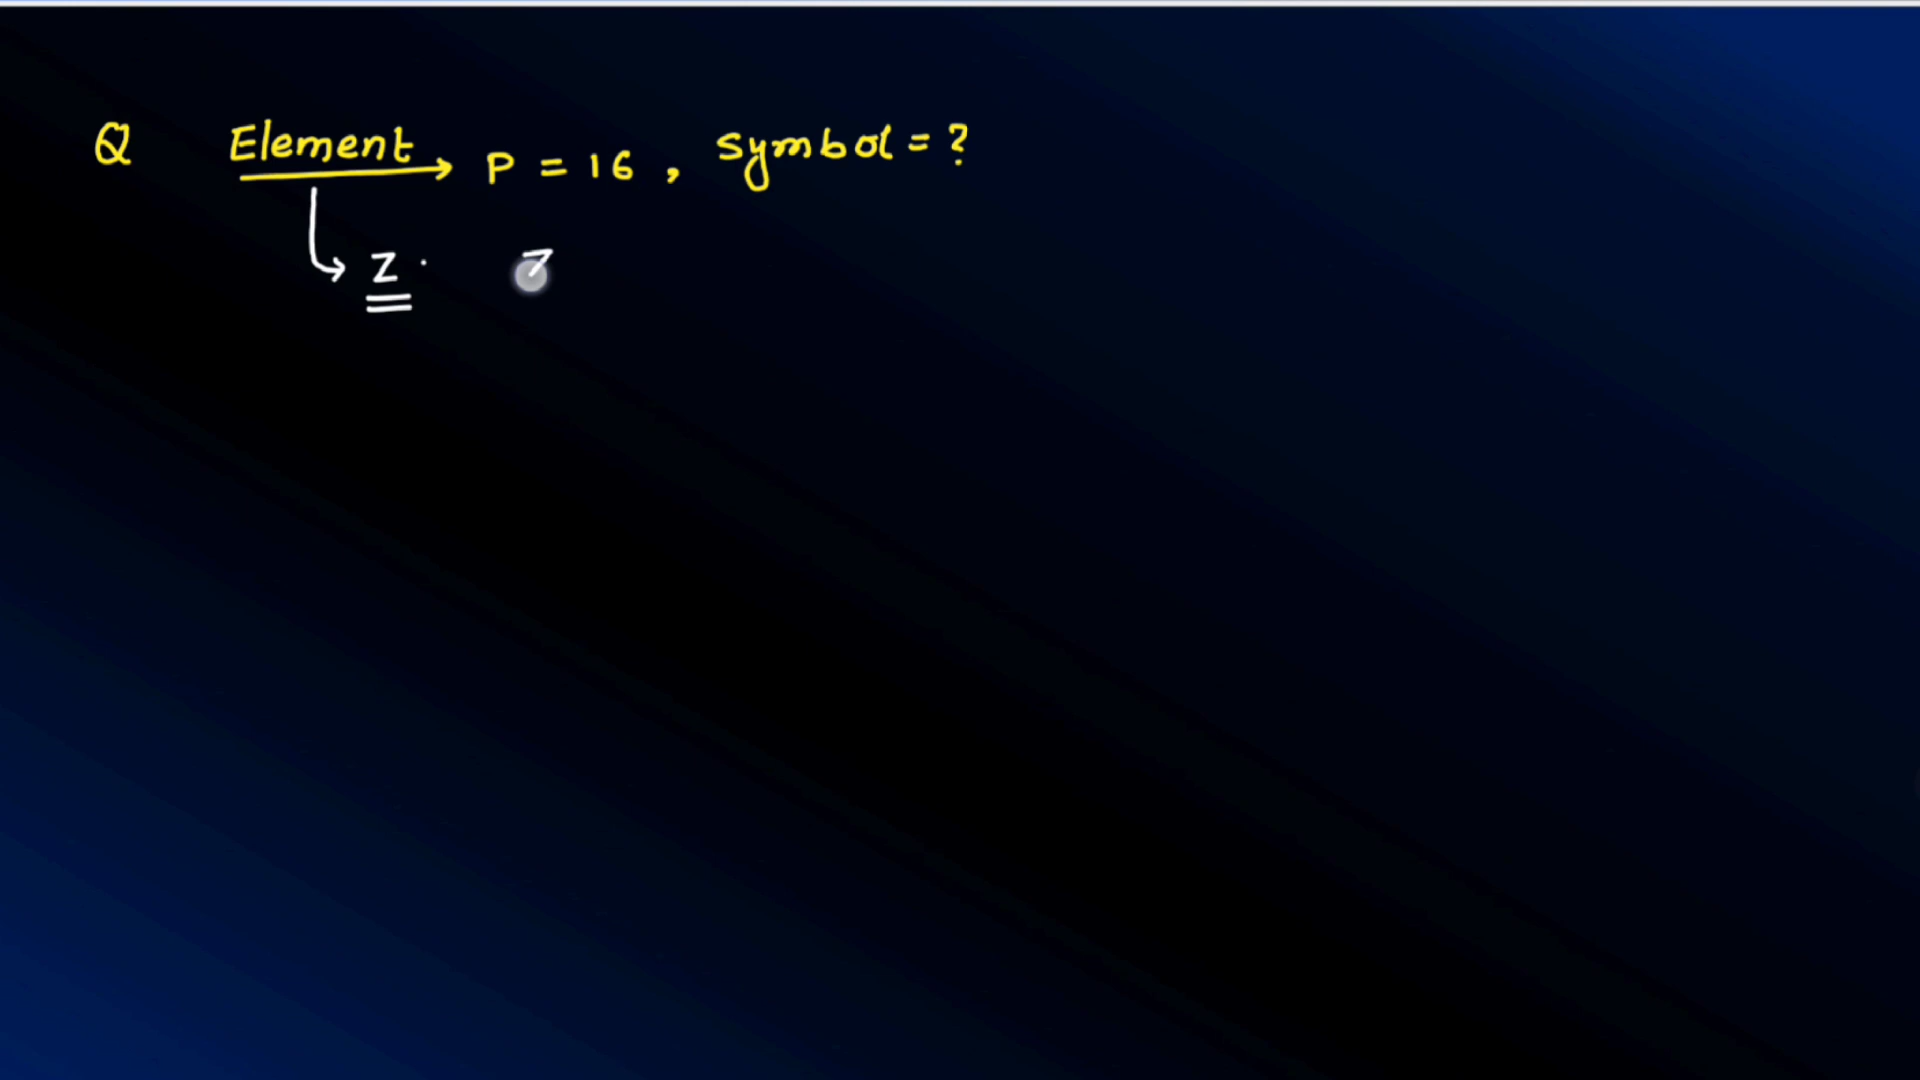 Q Element → P = 16 , symbol = ?
Z .